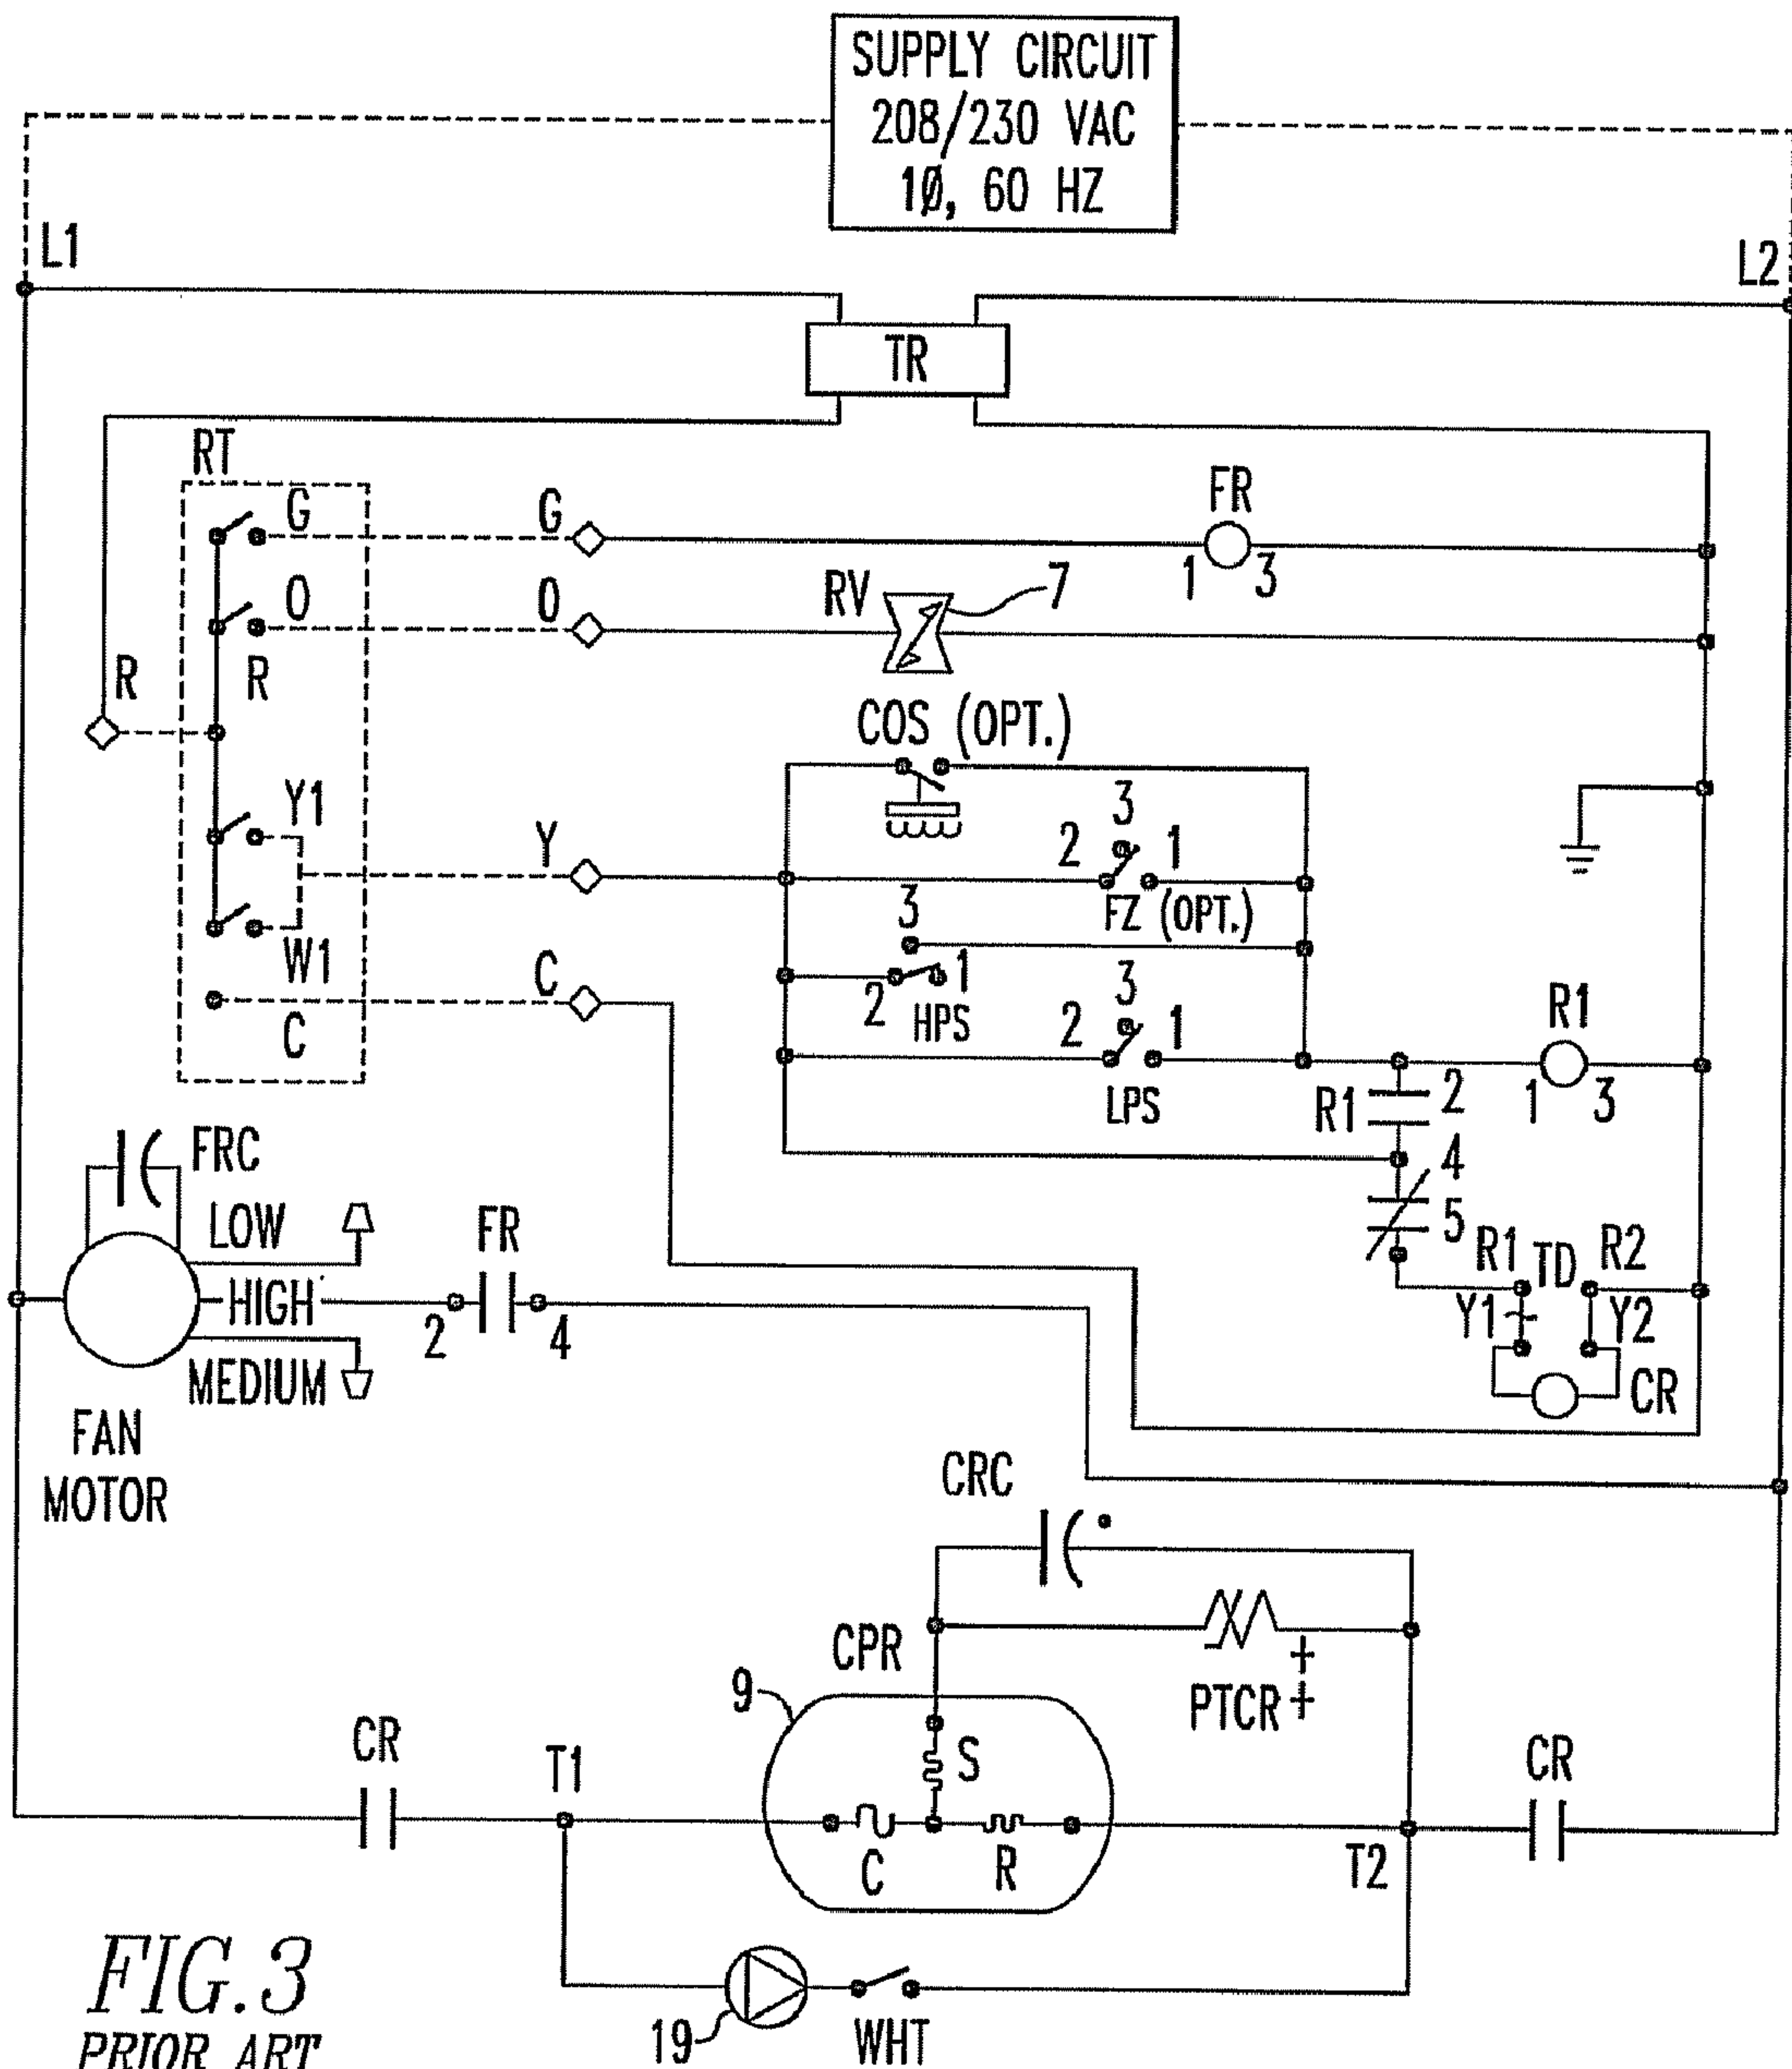 SUPPLY CIRCUIT
208/230 VAC
1Ø, 60 HZ
L1
L2
TR
RT
G
G
FR
1
3
O
O
RV
7
R
R
COS (OPT.)
Y1
Y
3
2
1
FZ (OPT.)
W1
3
1
2
HPS
C
C
3
2
1
LPS
R1
1
3
R1
2
4
5
FRC
LOW
HIGH
MEDIUM
FR
2
4
R1
TD
R2
Y1
Y2
CR
FAN
MOTOR
CRC
CPR
PTCR
9
S
CR
T1
C
R
T2
CR
19
WHT
FIG.3
PRIOR ART